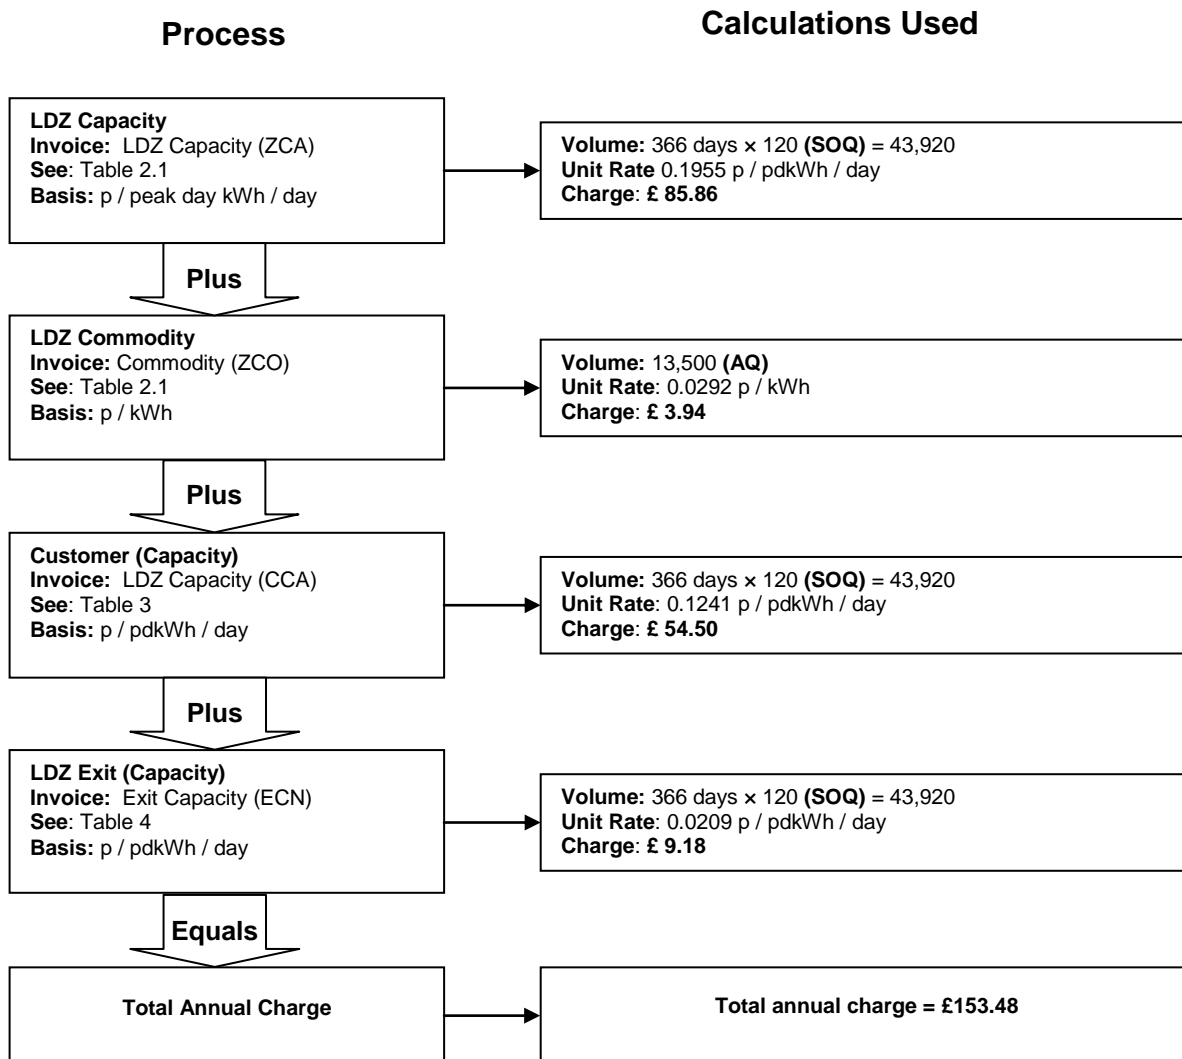 Process
Calculations Used
LDZ Capacity
Invoice: LDZ Capacity (ZCA)
See: Table 2.1
Basis: p / peak day kWh / day
Volume: 366 days × 120 (SOQ) = 43,920
Unit Rate 0.1955 p / pdkWh / day
Charge: £ 85.86
Plus
LDZ Commodity
Invoice: Commodity (ZCO)
See: Table 2.1
Basis: p / kWh
Volume: 13,500 (AQ)
Unit Rate: 0.0292 p / kWh
Charge: £ 3.94
Plus
Customer (Capacity)
Invoice: LDZ Capacity (CCA)
See: Table 3
Basis: p / pdkWh / day
Volume: 366 days × 120 (SOQ) = 43,920
Unit Rate: 0.1241 p / pdkWh / day
Charge: £ 54.50
Plus
LDZ Exit (Capacity)
Invoice: Exit Capacity (ECN)
See: Table 4
Basis: p / pdkWh / day
Volume: 366 days × 120 (SOQ) = 43,920
Unit Rate: 0.0209 p / pdkWh / day
Charge: £ 9.18
Equals
Total Annual Charge
Total annual charge = £153.48